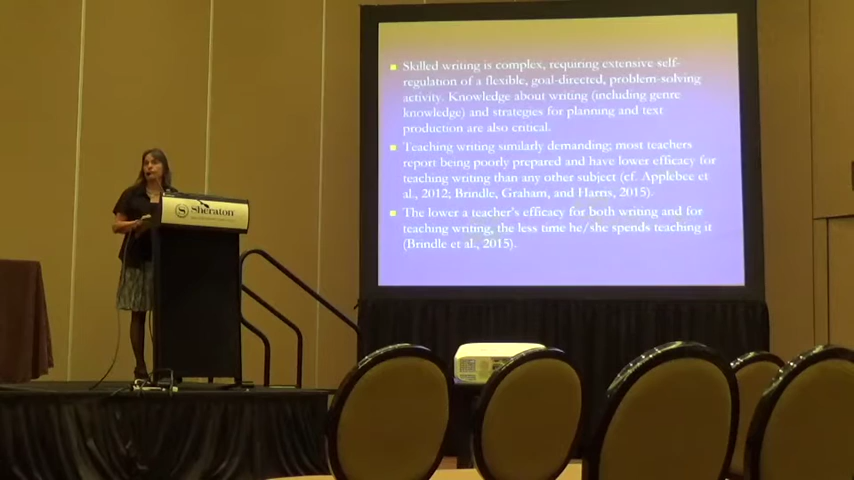 Skilled writing is complex, requiring extensive self-
regulation of a flexible, goal-directed, problem-solving
activity. Knowledge about writing (including genre
knowledge) and strategies for planning and text
production are also critical.
Teaching writing similarly demanding; most teachers
report being poorly prepared and have lower efficacy for
teaching writing than any other subject (cf. Applebee et
al., 2012; Brindle, Graham, and Harris, 2015).
The lower a teacher's efficacy for both writing and for
teaching writing, the less time he/she spends teaching it
(Brindle et al., 2015).
Sheraton